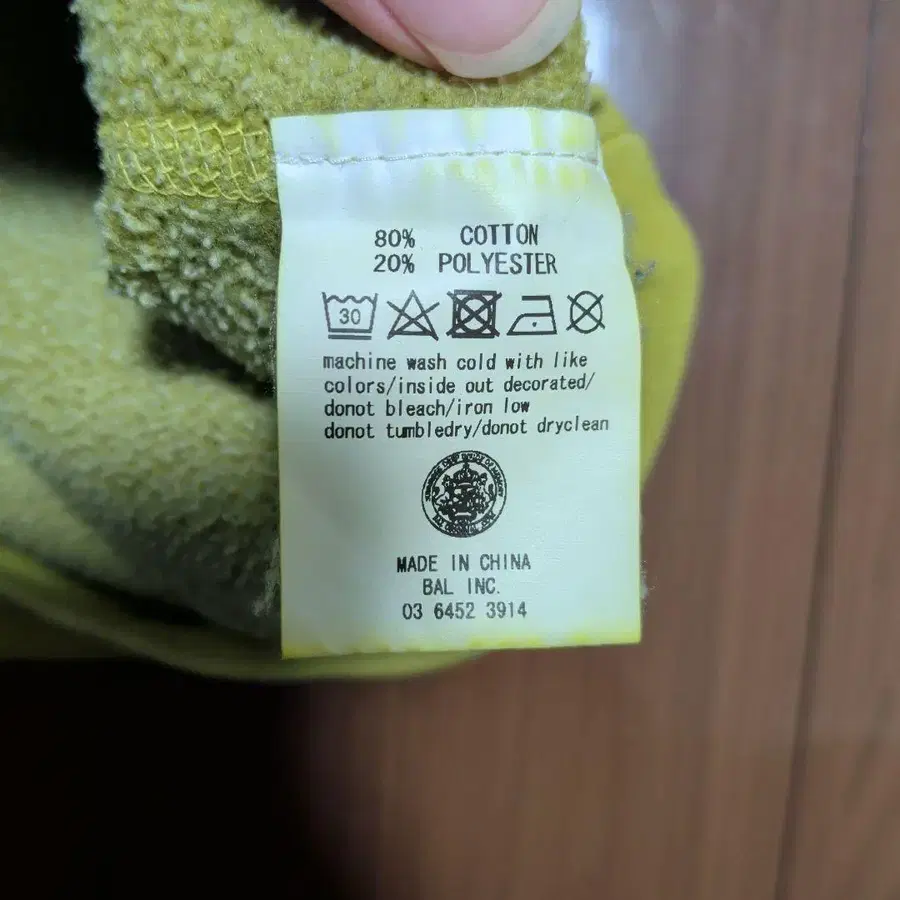 80% COTTON
20% POLYESTER
30
machine wash cold with like
colors/inside out decorated/
donot bleach/iron low
donot tumbledry/donot dryclean
MADE IN CHINA
BAL INC.
03 6452 3914